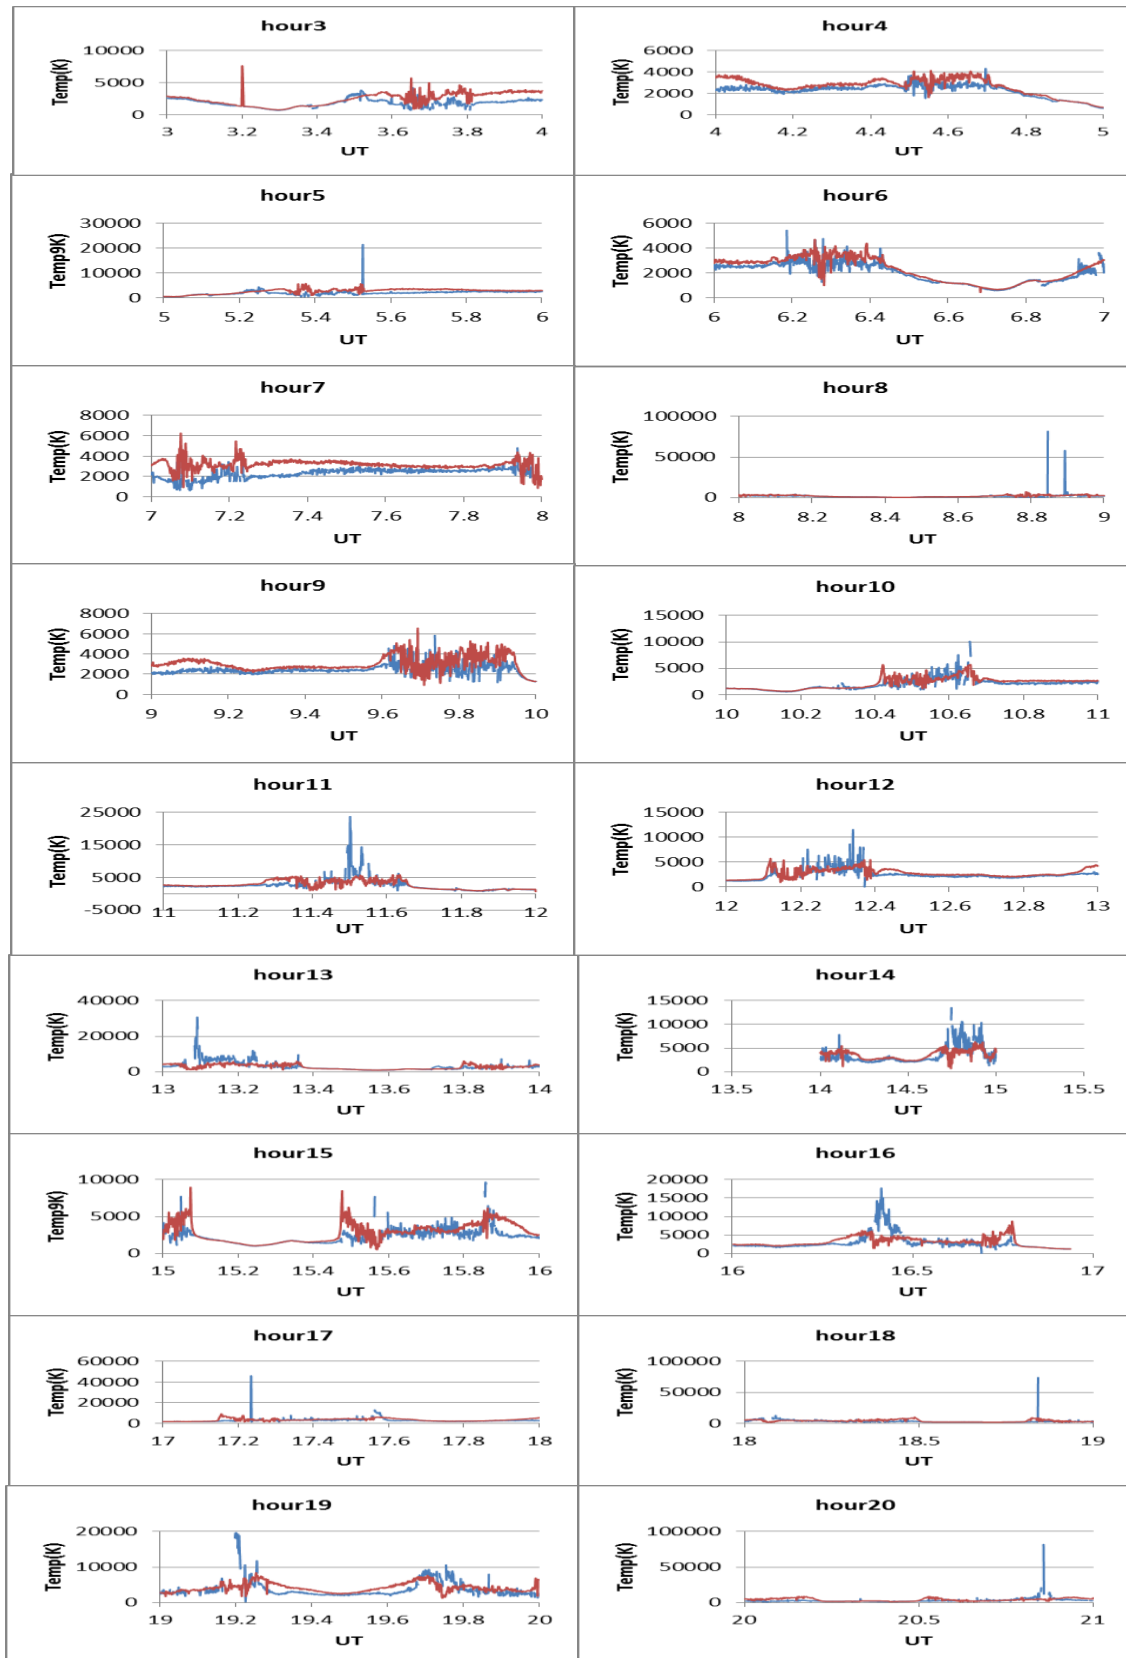 hour3
Temp(K)
10000
5000
0
3 3.2 3.4 3.6 3.8 4
UT
hour4
Temp(K)
6000
4000
2000
0
4 4.2 4.4 4.6 4.8 5
UT
hour5
Temp9K)
30000
20000
10000
0
5 5.2 5.4 5.6 5.8 6
UT
hour6
Temp(K)
6000
4000
2000
0
6 6.2 6.4 6.6 6.8 7
UT
hour7
Temp(K)
8000
6000
4000
2000
0
7 7.2 7.4 7.6 7.8 8
UT
hour8
Temp(K)
100000
50000
0
8 8.2 8.4 8.6 8.8 9
UT
hour9
Temp(K)
8000
6000
4000
2000
0
9 9.2 9.4 9.6 9.8 10
UT
hour10
Temp(K)
15000
10000
5000
0
10 10.2 10.4 10.6 10.8 11
UT
hour11
Temp(K)
25000
15000
5000
-5000
11 11.2 11.4 11.6 11.8 12
UT
hour12
Temp(K)
15000
10000
5000
0
12 12.2 12.4 12.6 12.8 13
UT
hour13
Temp(K)
40000
20000
0
13 13.2 13.4 13.6 13.8 14
UT
hour14
Temp(K)
15000
10000
5000
0
13.5 14 14.5 15 15.5
UT
hour15
Temp9K)
10000
5000
0
15 15.2 15.4 15.6 15.8 16
UT
hour16
Temp(K)
20000
15000
10000
5000
0
16 16.5 17
UT
hour17
Temp(K)
60000
40000
20000
0
17 17.2 17.4 17.6 17.8 18
UT
hour18
Temp(K)
100000
50000
0
18 18.5 19
UT
hour19
Temp(K)
20000
10000
0
19 19.2 19.4 19.6 19.8 20
UT
hour20
Temp(K)
100000
50000
0
20 20.5 21
UT